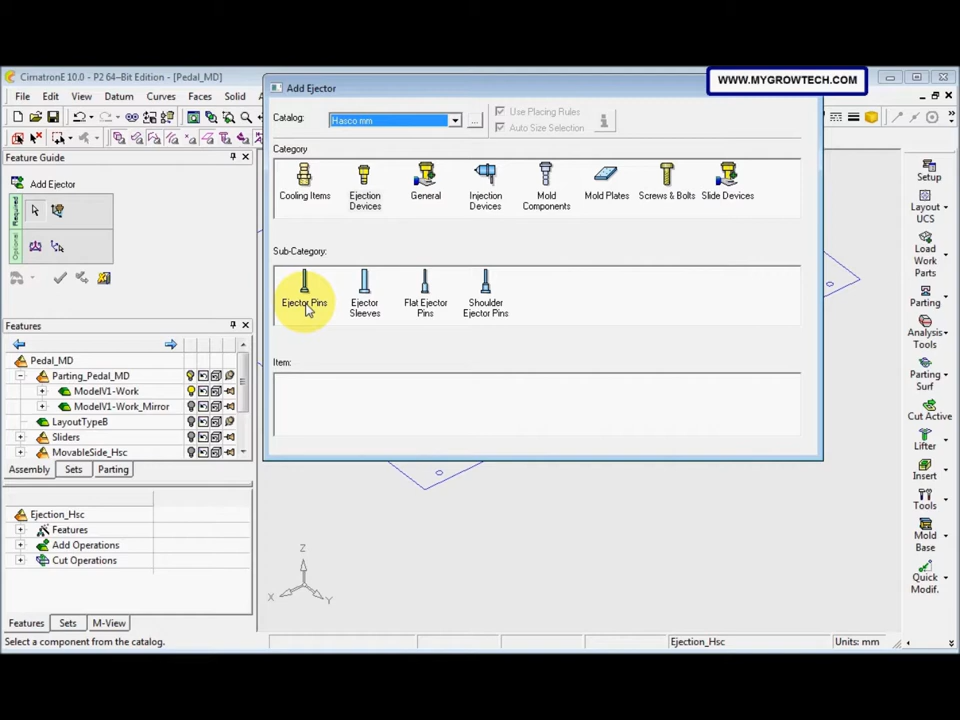 CimatronE 10.0 - P2 64–Bit Edition - [Pedal_MD]
WWW.MYGROWTECH.COM
File Edit View Datum Curves Faces Solid
Add Ejector
Catalog: Hasco mm ... Use Placing Rules
Auto Size Selection
Feature Guide
Category
Add Ejector
Required
Optional
Cooling Items
Ejection Devices
General
Injection Devices
Mold Components
Mold Plates
Screws & Bolts
Slide Devices
Sub-Category:
Ejector Pins
Ejector Sleeves
Flat Ejector Pins
Shoulder Ejector Pins
Item:
Features
Pedal_MD
Parting_Pedal_MD
ModelV1-Work
ModelV1-Work_Mirror
LayoutTypeB
Sliders
MovableSide_Hsc
Assembly Sets Parting
Ejection_Hsc
Features
Add Operations
Cut Operations
Features Sets M-View
Z
X
Y
Setup
Layout UCS
Load Work Parts
Parting
Analysis Tools
Parting Surf
Cut Active
Lifter
Insert
Tools
Mold Base
Quick Modif.
Select a component from the catalog.
Ejection_Hsc
Units: mm